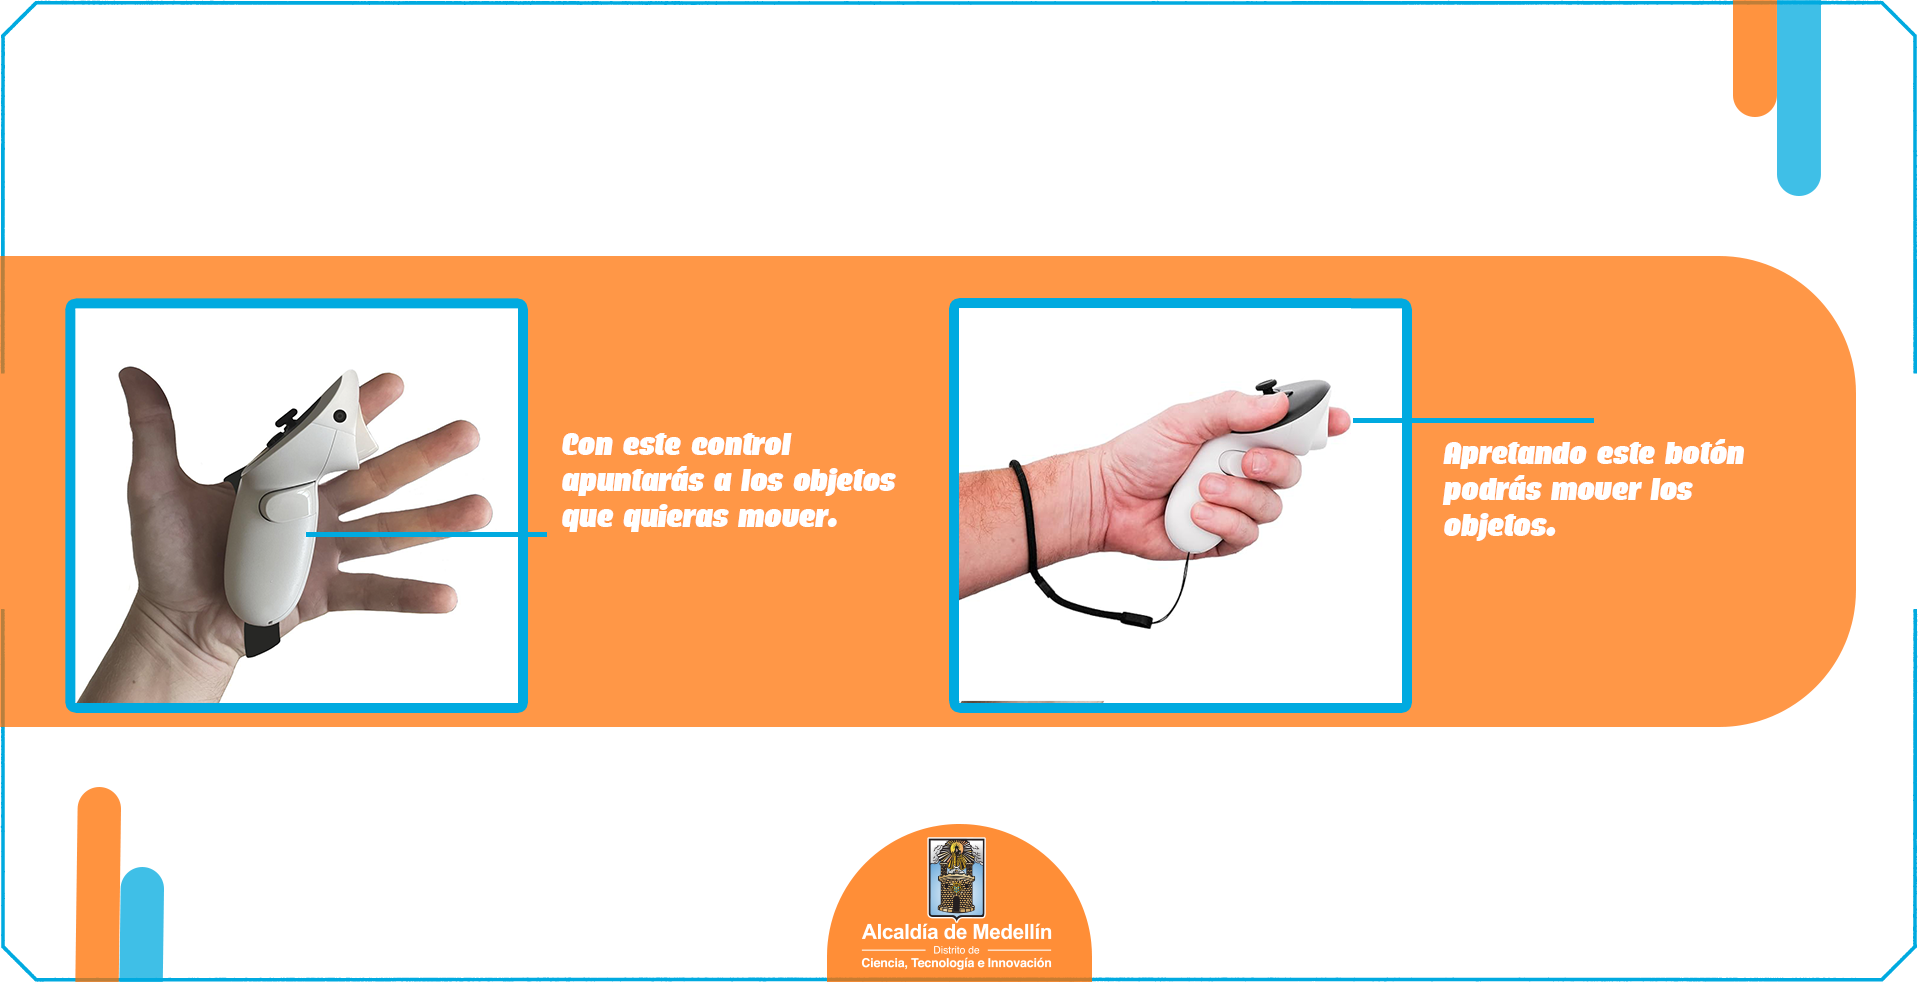 Con este control
apuntarás a los objetos
que quieras mover.
Apretando este botón
podrás mover los
objetos.
Alcaldía de Medellín
Distrito de
Ciencia, Tecnología e Innovación